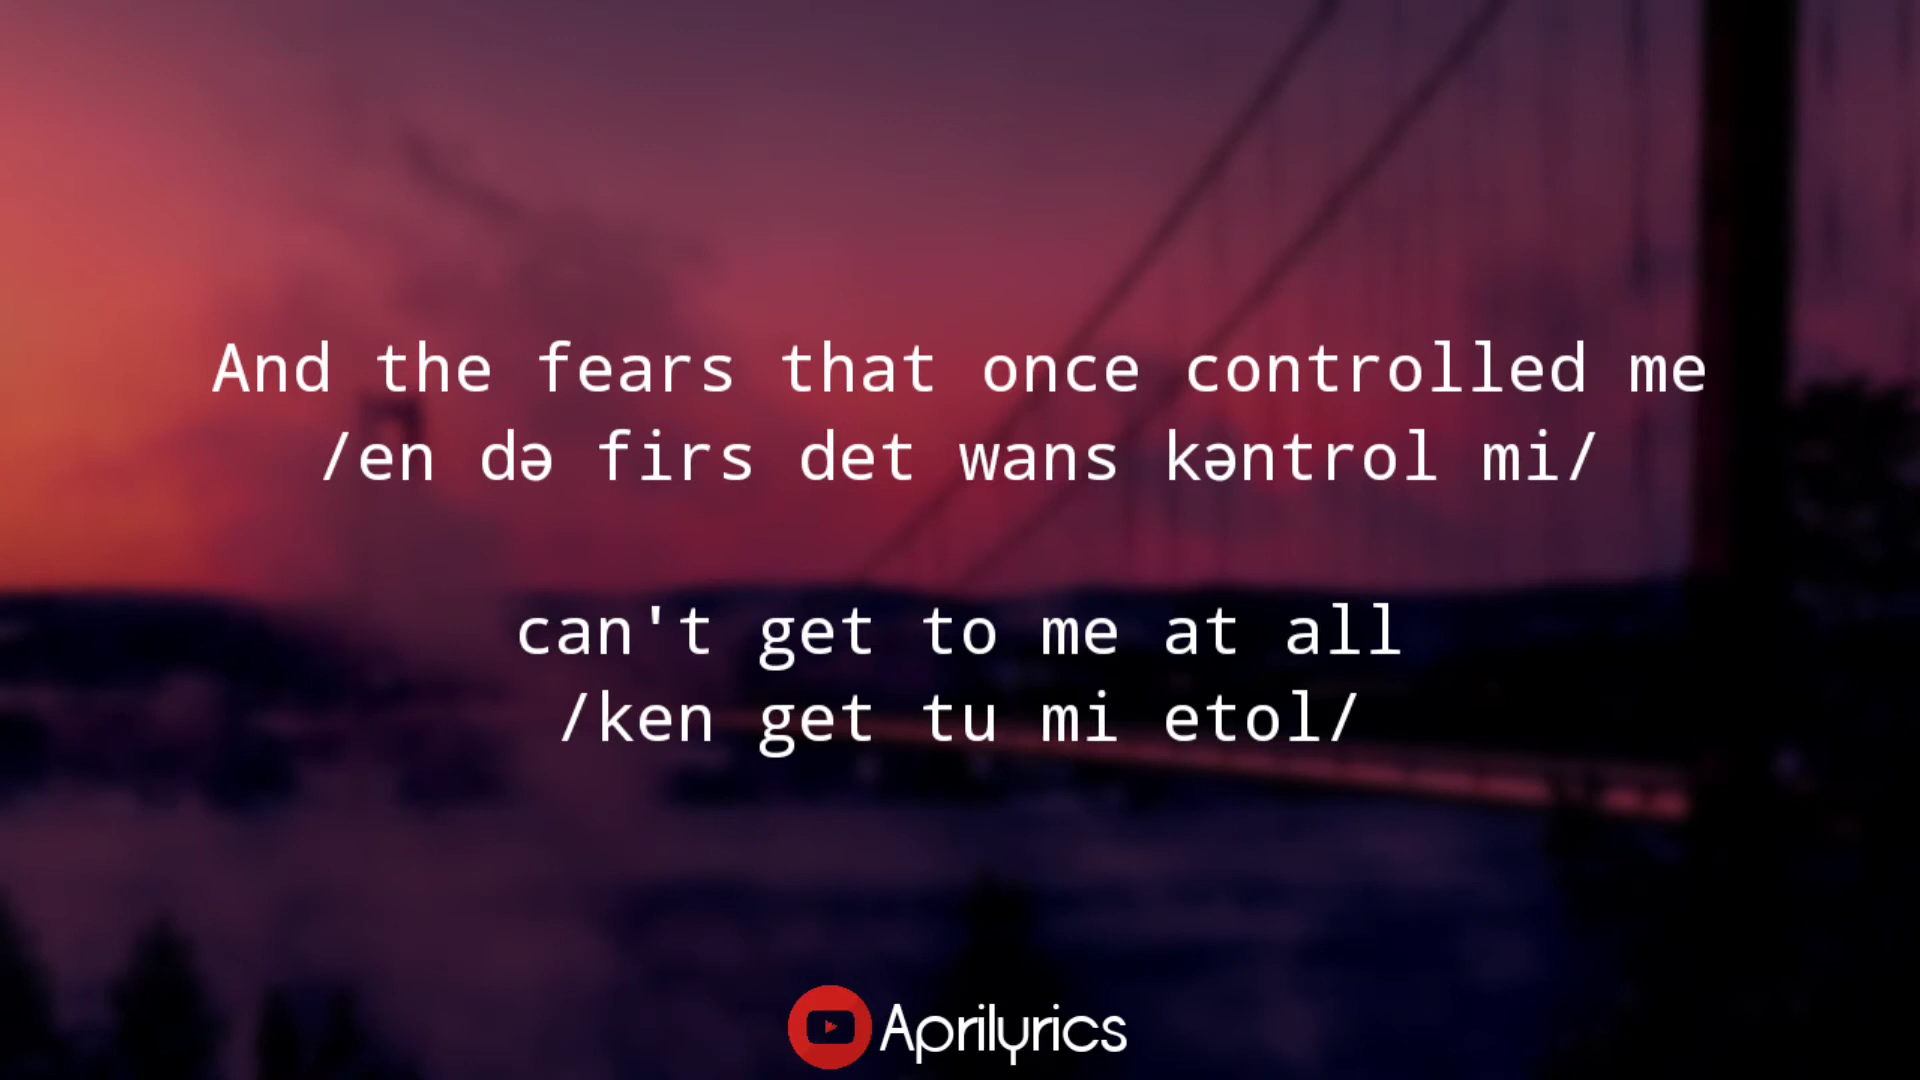 And the fears that once controlled me
/en də firs det wans kəntrol mi/
can't get to me at all
/ken get tu mi etol/
Aprilyrics